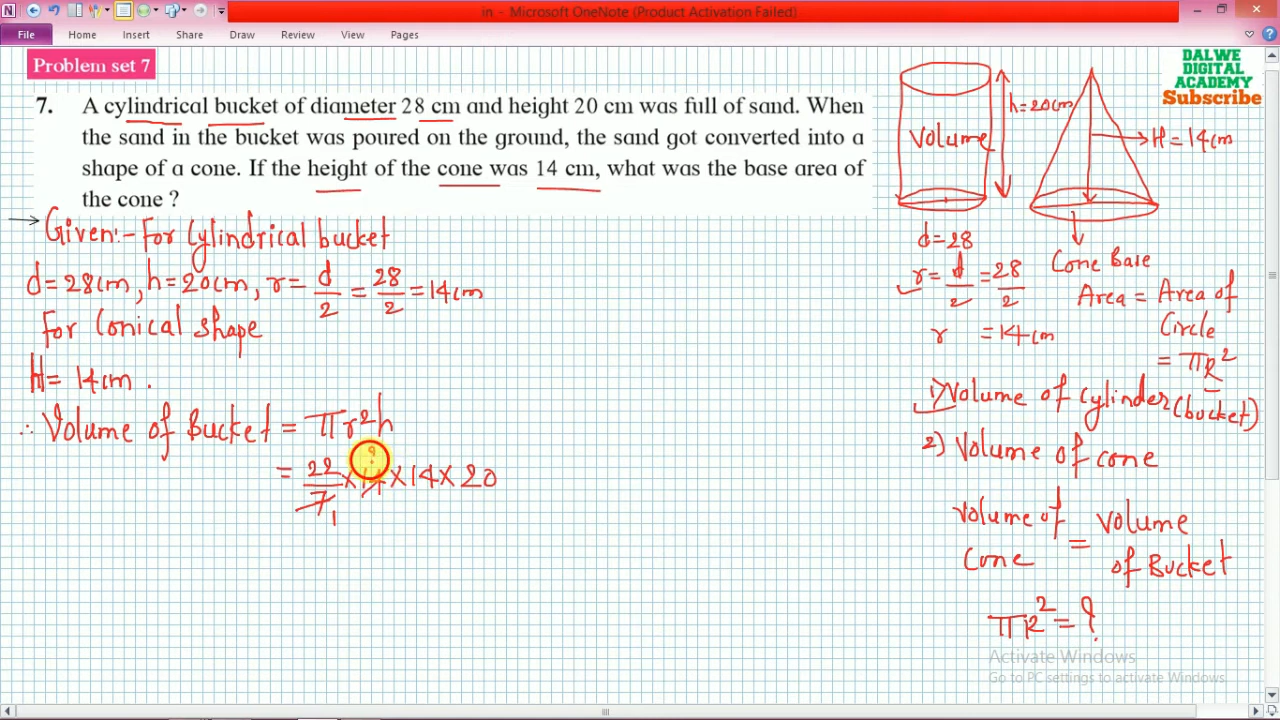 in - Microsoft OneNote (Product Activation Failed)
File Home Insert Share Draw Review View Pages
Problem set 7
DALWE
DIGITAL
ACADEMY
Subscribe
7. A cylindrical bucket of diameter 28 cm and height 20 cm was full of sand. When
the sand in the bucket was poured on the ground, the sand got converted into a
shape of a cone. If the height of the cone was 14 cm, what was the base area of
the cone ?
→ Given:- For Cylindrical bucket
d=28cm, h=20cm, r= d/2 = 28/2 =14cm
For Conical shape
H= 14cm .
∴ Volume of Bucket = πr²h
= 22/7 × 14 × 14 × 20
1
Volume
h=20cm
H=14cm
d=28
r= d/2 = 28/2
r =14cm
Cone Base
Area = Area of
Circle
= πR²
1) Volume of Cylinder (bucket)
2) Volume of cone
Volume of Cone = Volume of Bucket
πR² = ?
Activate Windows
Go to PC settings to activate Windows.